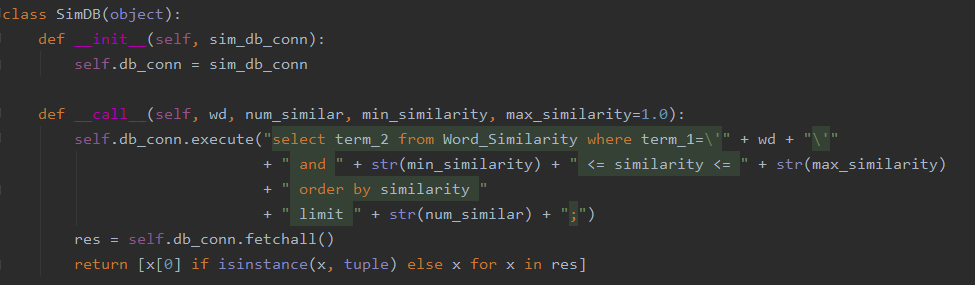 class SimDB(object):
    def __init__(self, sim_db_conn):
        self.db_conn = sim_db_conn

    def __call__(self, wd, num_similar, min_similarity, max_similarity=1.0):
        self.db_conn.execute("select term_2 from Word_Similarity where term_1=\'" + wd + "\'"
                             + " and " + str(min_similarity) + " <= similarity <= " + str(max_similarity)
                             + " order by similarity "
                             + " limit " + str(num_similar) + ";")
        res = self.db_conn.fetchall()
        return [x[0] if isinstance(x, tuple) else x for x in res]